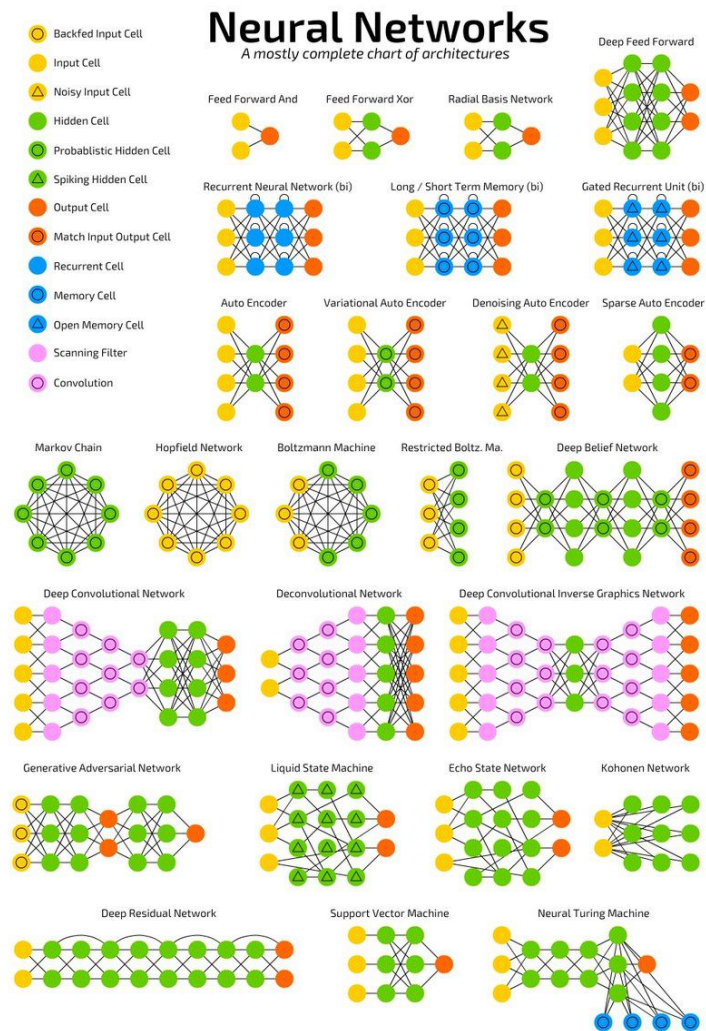 Neural Networks
A mostly complete chart of architectures
Backfed Input Cell
Input Cell
Noisy Input Cell
Hidden Cell
Probablistic Hidden Cell
Spiking Hidden Cell
Output Cell
Match Input Output Cell
Recurrent Cell
Memory Cell
Open Memory Cell
Scanning Filter
Convolution
Deep Feed Forward
Feed Forward And
Feed Forward Xor
Radial Basis Network
Recurrent Neural Network (bi)
Long / Short Term Memory (bi)
Gated Recurrent Unit (bi)
Auto Encoder
Variational Auto Encoder
Denoising Auto Encoder
Sparse Auto Encoder
Markov Chain
Hopfield Network
Boltzmann Machine
Restricted Boltz. Ma.
Deep Belief Network
Deep Convolutional Network
Deconvolutional Network
Deep Convolutional Inverse Graphics Network
Generative Adversarial Network
Liquid State Machine
Echo State Network
Kohonen Network
Deep Residual Network
Support Vector Machine
Neural Turing Machine